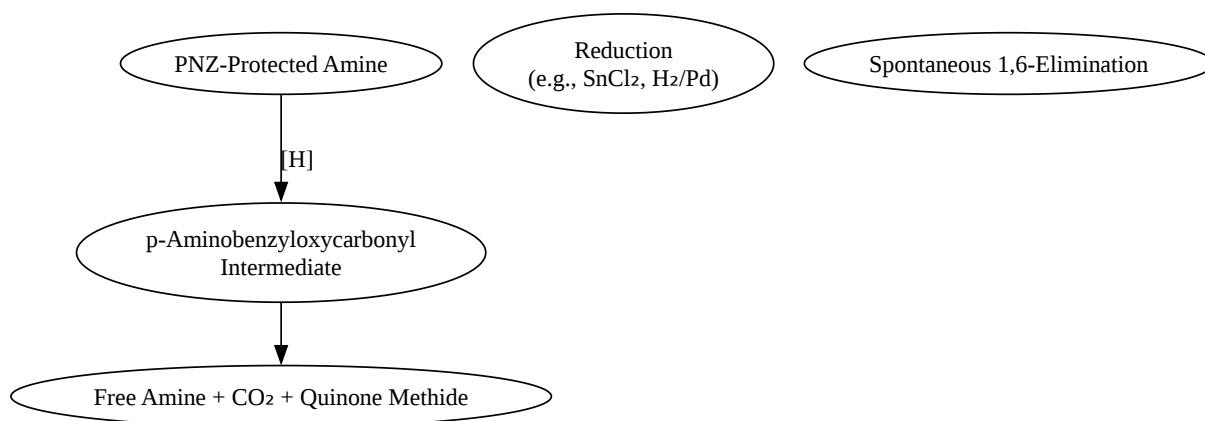 PNZ-Protected Amine
Reduction
(e.g., SnCl₂, H₂/Pd)
Spontaneous 1,6-Elimination
[H]
p-Aminobenzyloxycarbonyl
Intermediate
Free Amine + CO₂ + Quinone Methide